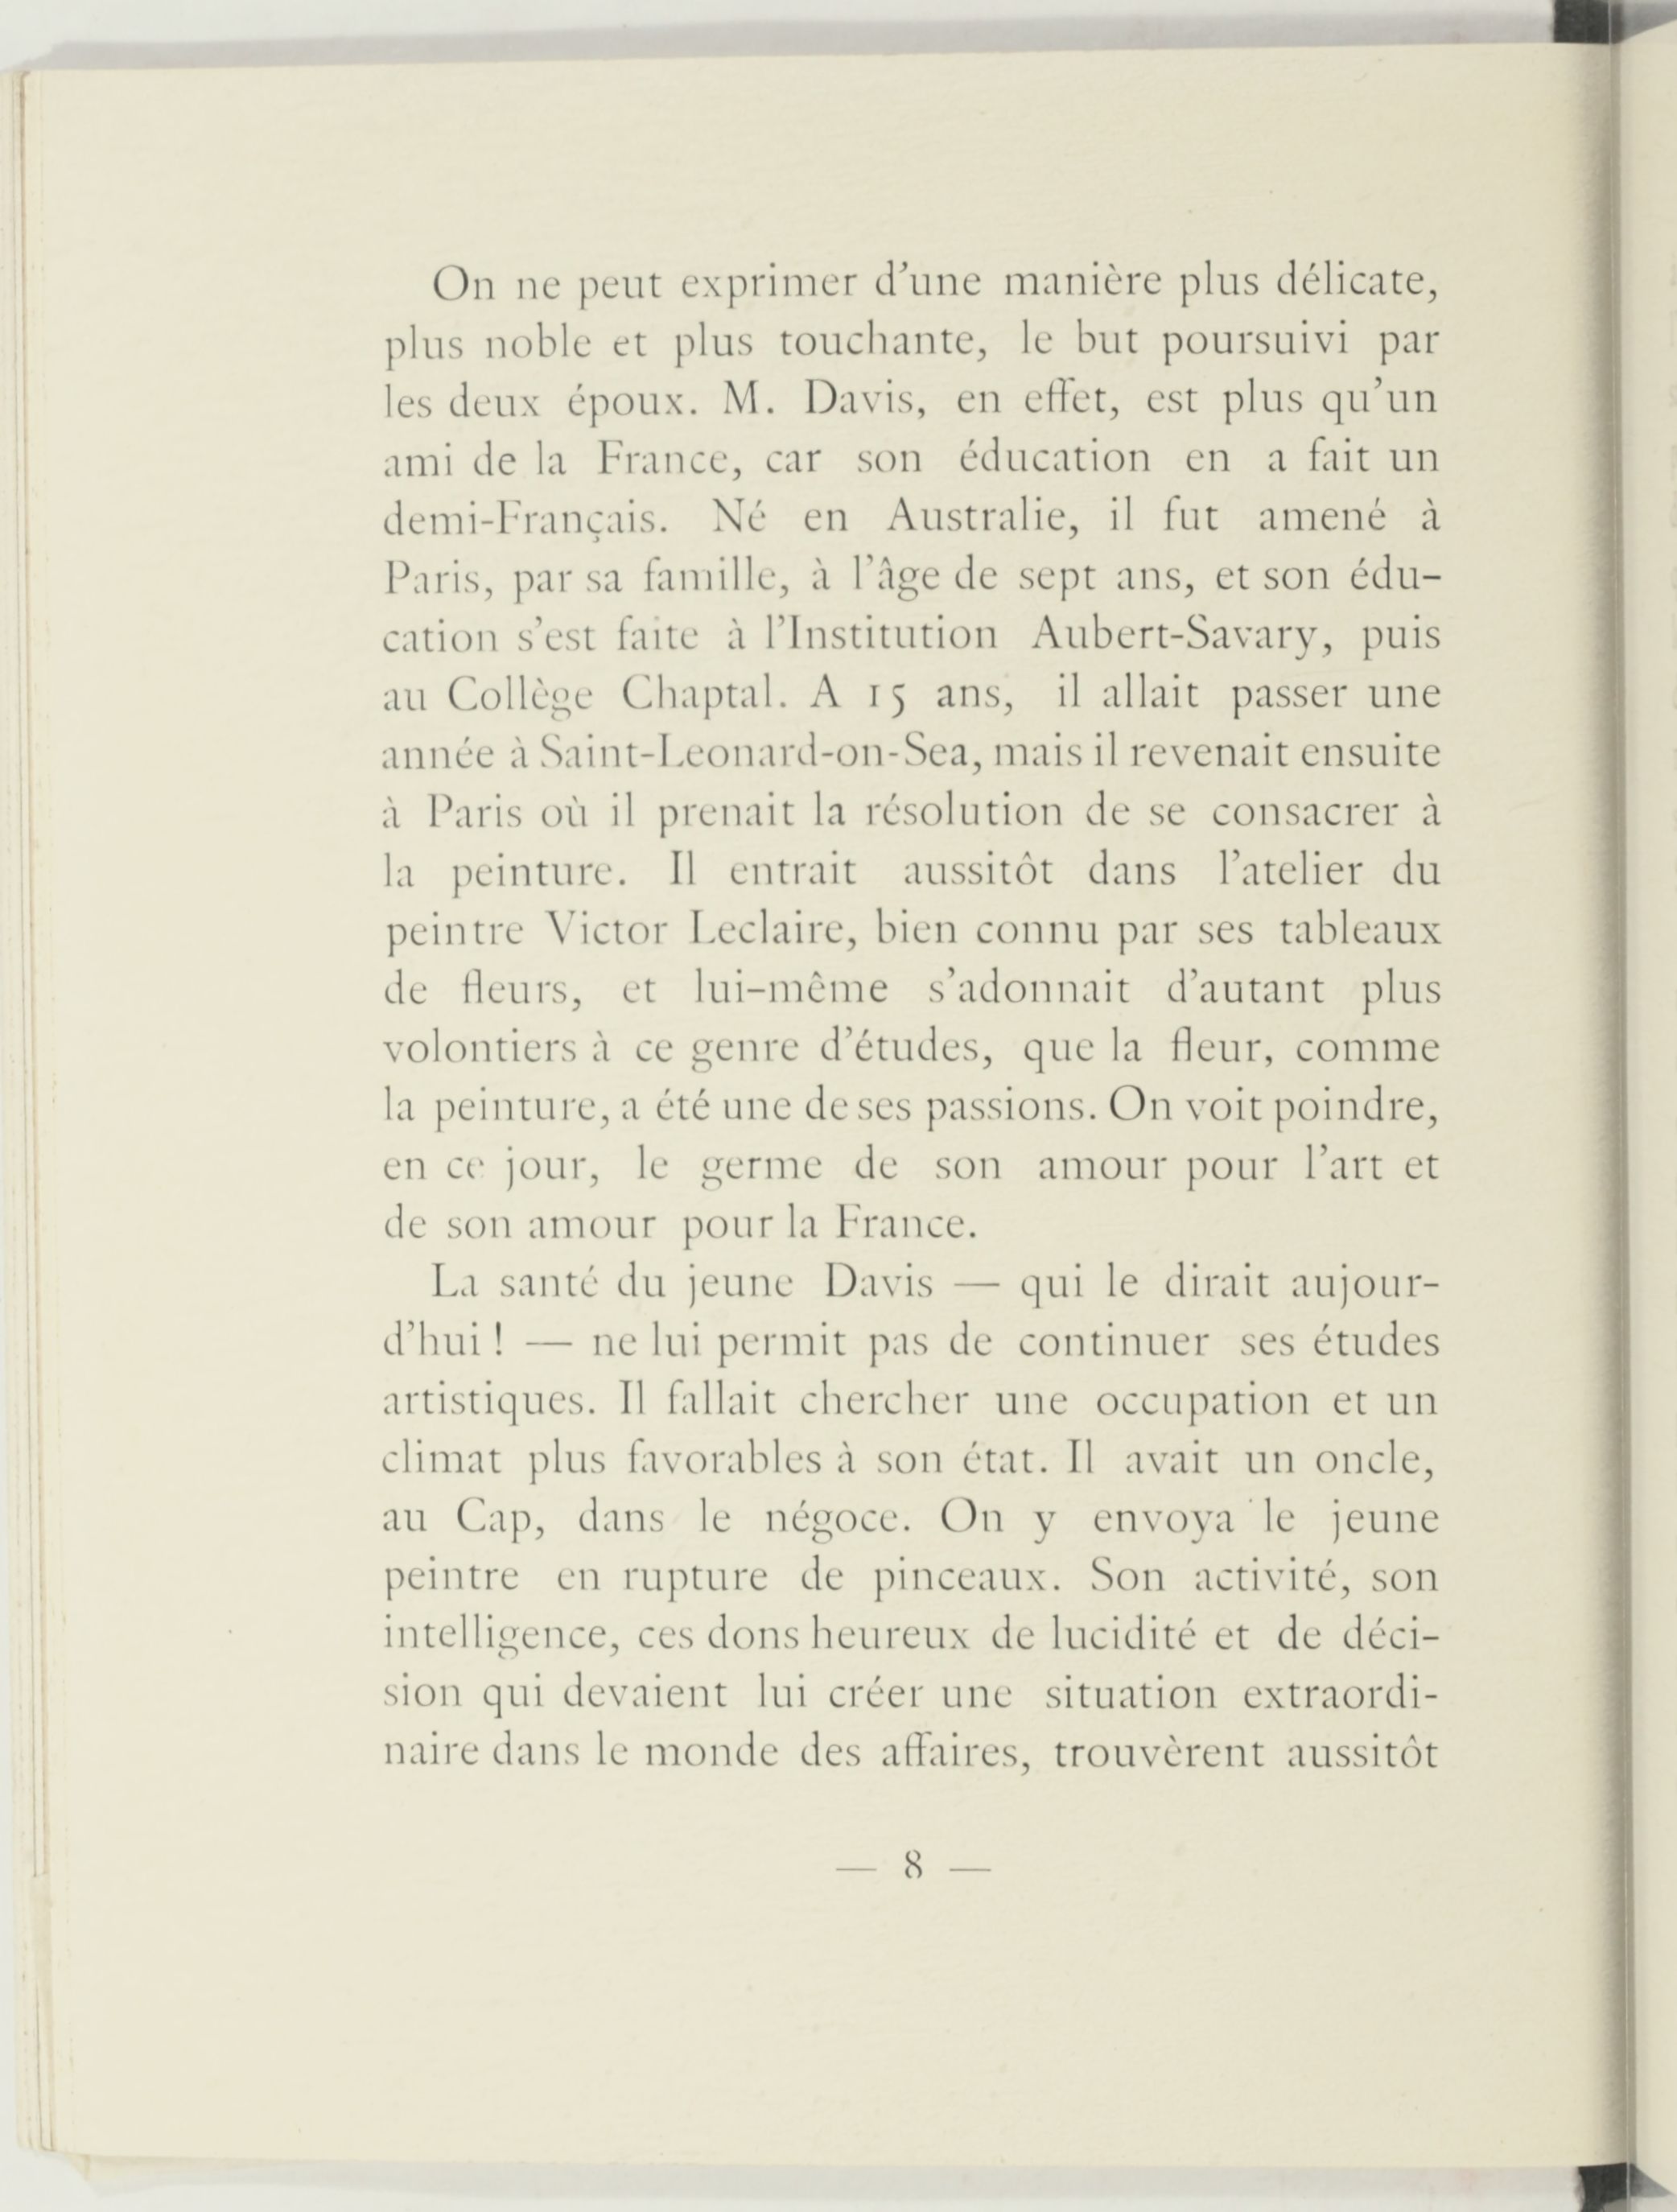 On ne peut exprimer d'une manière plus délicate,
plus noble et plus touchante, le but poursuivi par
les deux époux. M. Davis, en effet, est plus qu'un
ami de la France, car son éducation en a fait un
demi-Français. Né en Australie, il fut amené à
Paris, par sa famille, à l'âge de sept ans, et son édu-
cation s'est faite à l'Institution Aubert-Savary, puis
au Collège Chaptal. A 15 ans, il allait passer une
année à Saint-Leonard-on-Sea, mais il revenait ensuite
à Paris où il prenait la résolution de se consacrer à
la peinture. Il entrait aussitôt dans l'atelier du
peintre Victor Leclaire, bien connu par ses tableaux
de fleurs, et lui-même s'adonnait d'autant plus
volontiers à ce genre d'études, que la fleur, comme
la peinture, a été une de ses passions. On voit poindre,
en ce jour, le germe de son amour pour l'art et
de son amour pour la France.
La santé du jeune Davis — qui le dirait aujour-
d'hui ! — ne lui permit pas de continuer ses études
artistiques. Il fallait chercher une occupation et un
climat plus favorables à son état. Il avait un oncle,
au Cap, dans le négoce. On y envoya le jeune
peintre en rupture de pinceaux. Son activité, son
intelligence, ces dons heureux de lucidité et de déci-
sion qui devaient lui créer une situation extraordi-
naire dans le monde des affaires, trouvèrent aussitôt
— 8 —